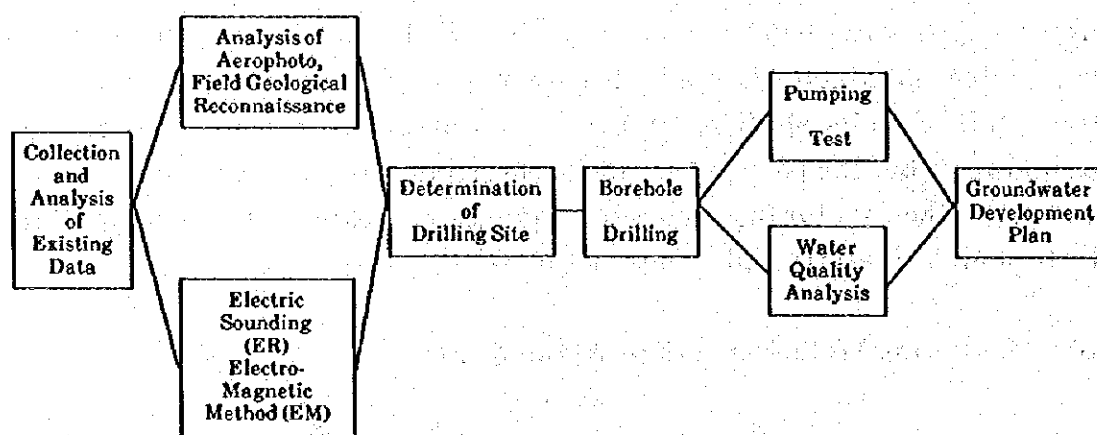 Collection
and
Analysis
of
Existing
Data
Analysis of
Aerophoto,
Field Geological
Reconnaissance
Electric
Sounding
(ER)
Electro-
Magnetic
Method (EM)
Determination
of
Drilling Site
Borehole
Drilling
Pumping
Test
Water
Quality
Analysis
Groundwater
Development
Plan